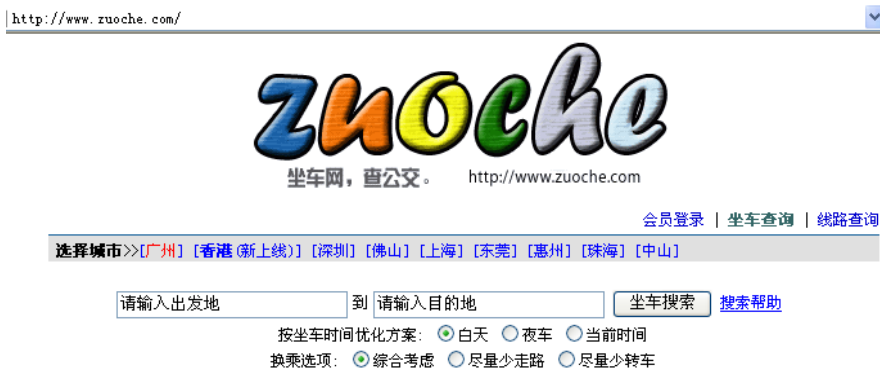 http://www.zuoche.com/
zuoche
坐车网，查公交。 http://www.zuoche.com
会员登录 | 坐车查询 | 线路查询
选择城市>>[广州] [香港(新上线)] [深圳] [佛山] [上海] [东莞] [惠州] [珠海] [中山]
请输入出发地 到 请输入目的地 坐车搜索 搜索帮助
按坐车时间优化方案: 白天 夜车 当前时间
换乘选项: 综合考虑 尽量少走路 尽量少转车